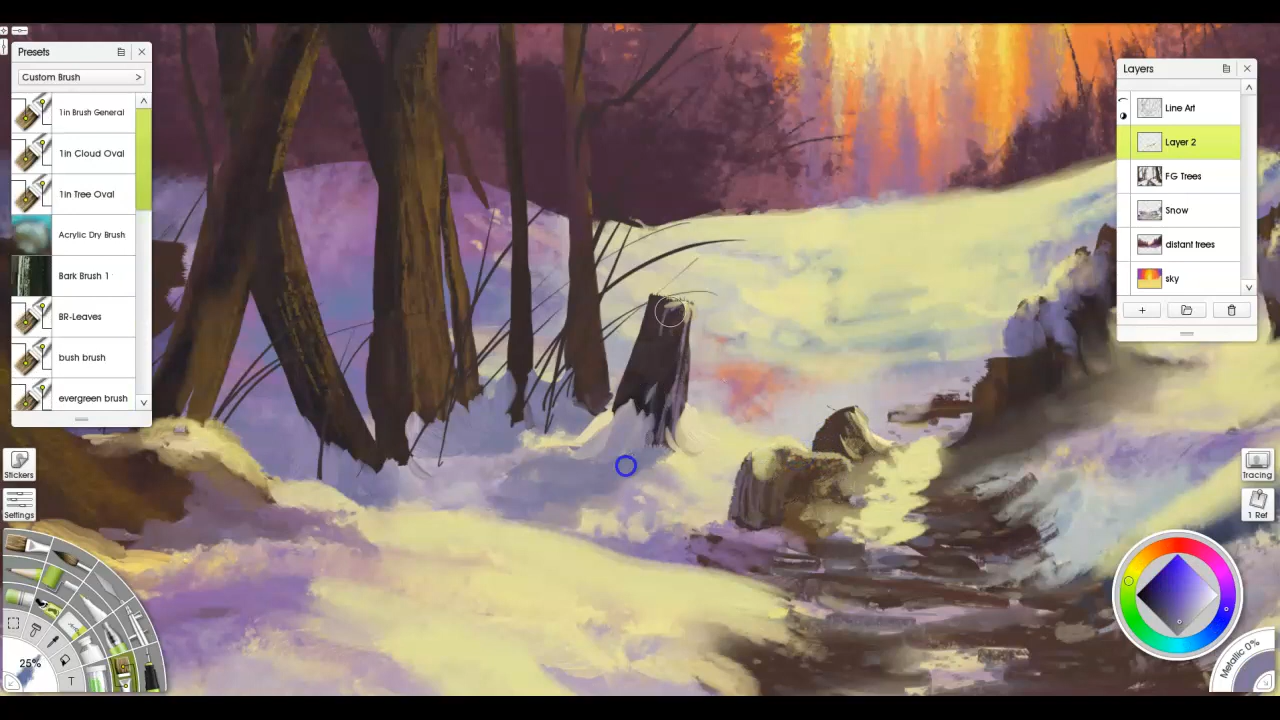 Presets
Custom Brush >
1in Brush General
1in Cloud Oval
1in Tree Oval
Acrylic Dry Brush
Bark Brush 1
BR-Leaves
bush brush
evergreen brush
Stickers
Settings
25%
T
Layers
Line Art
Layer 2
FG Trees
Snow
distant trees
sky
Tracing
1 Ref
Metallic 0%